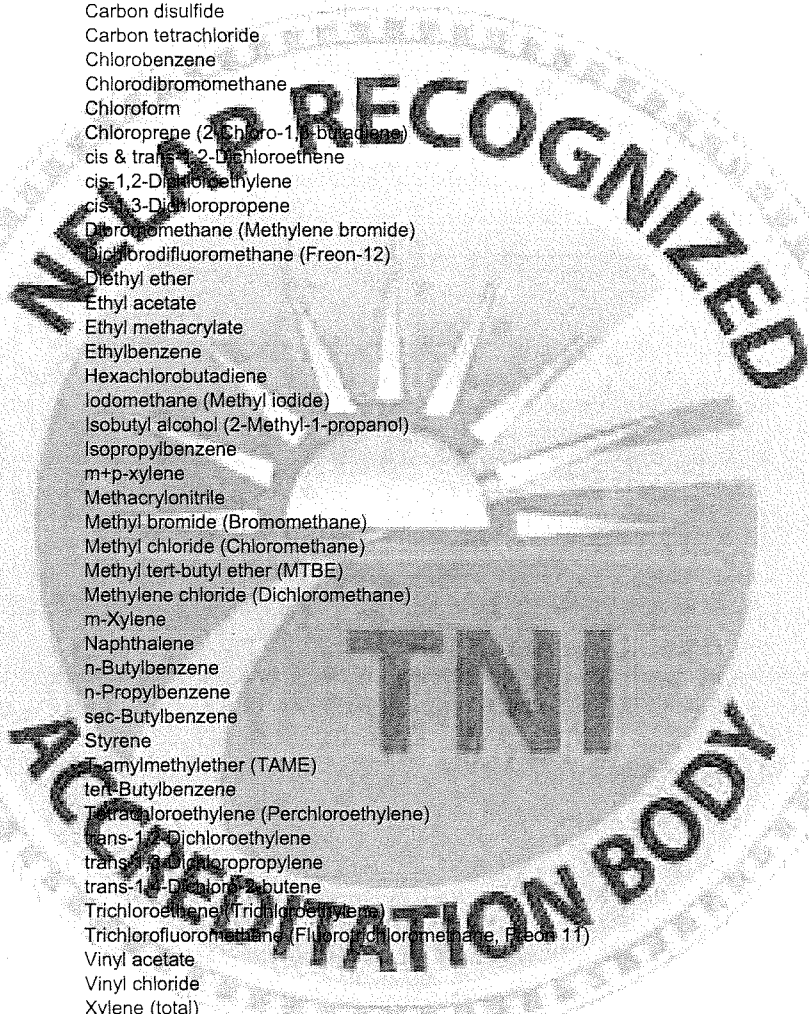 Carbon disulfide
Carbon tetrachloride
Chlorobenzene
Chlorodibromomethane
Chloroform
Chloroprene (2-Chloro-1,3-butadiene)
cis & trans-1,2-Dichloroethene
cis-1,2-Dichloroethylene
cis-1,3-Dichloropropene
Dibromomethane (Methylene bromide)
Dichlorodifluoromethane (Freon-12)
Diethyl ether
Ethyl acetate
Ethyl methacrylate
Ethylbenzene
Hexachlorobutadiene
Iodomethane (Methyl iodide)
Isobutyl alcohol (2-Methyl-1-propanol)
Isopropylbenzene
m+p-xylene
Methacrylonitrile
Methyl bromide (Bromomethane)
Methyl chloride (Chloromethane)
Methyl tert-butyl ether (MTBE)
Methylene chloride (Dichloromethane)
m-Xylene
Naphthalene
n-Butylbenzene
n-Propylbenzene
sec-Butylbenzene
Styrene
T-amylmethylether (TAME)
tert-Butylbenzene
Tetrachloroethylene (Perchloroethylene)
trans-1,2-Dichloroethylene
trans-1,3-Dichloropropylene
trans-1,4-Dichloro-2-butene
Trichloroethene (Trichloroethylene)
Trichlorofluoromethane (Fluorotrichloromethane, Freon 11)
Vinyl acetate
Vinyl chloride
Xylene (total)
NELAP RECOGNIZED
TNI
ACCREDITATION BODY